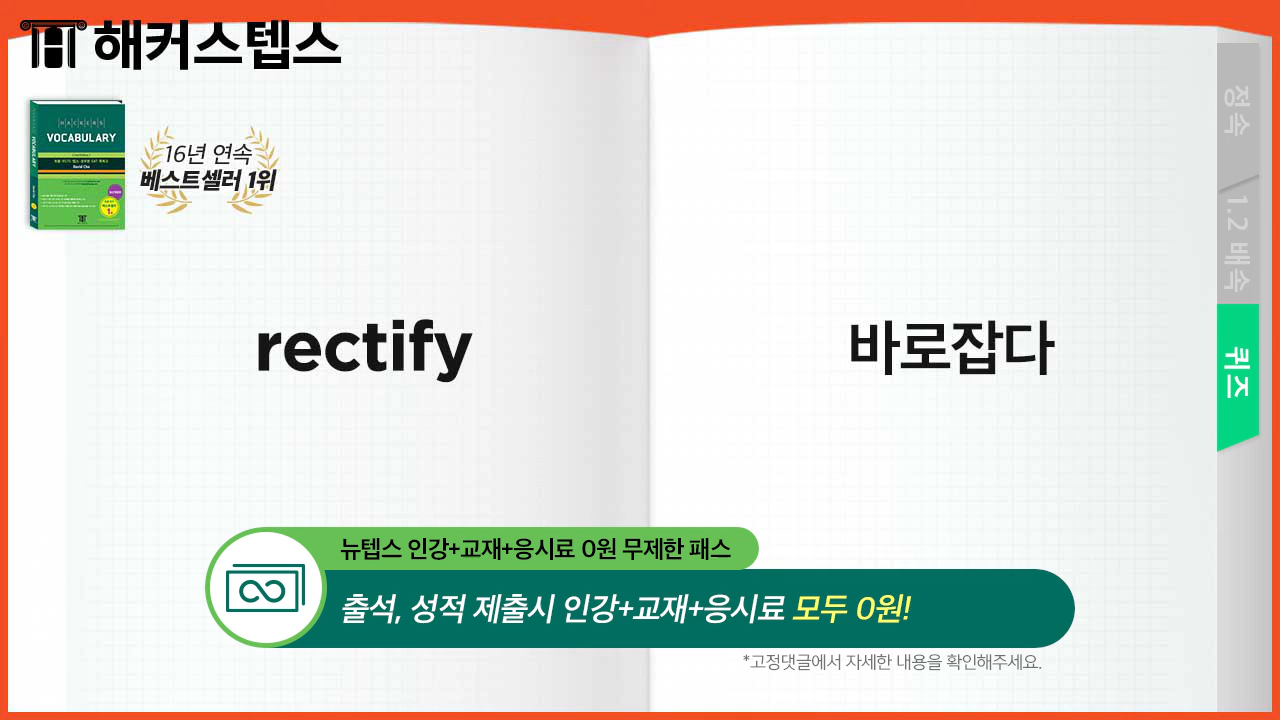 해커스텝스
HACKERS
VOCABULARY
David Cho
VOCABULARY
16년 연속
베스트셀러 1위
정속
1.2 배속
퀴즈
rectify
바로잡다
뉴텝스 인강+교재+응시료 0원 무제한 패스
출석, 성적 제출시 인강+교재+응시료 모두 0원!
*고정댓글에서 자세한 내용을 확인해주세요.